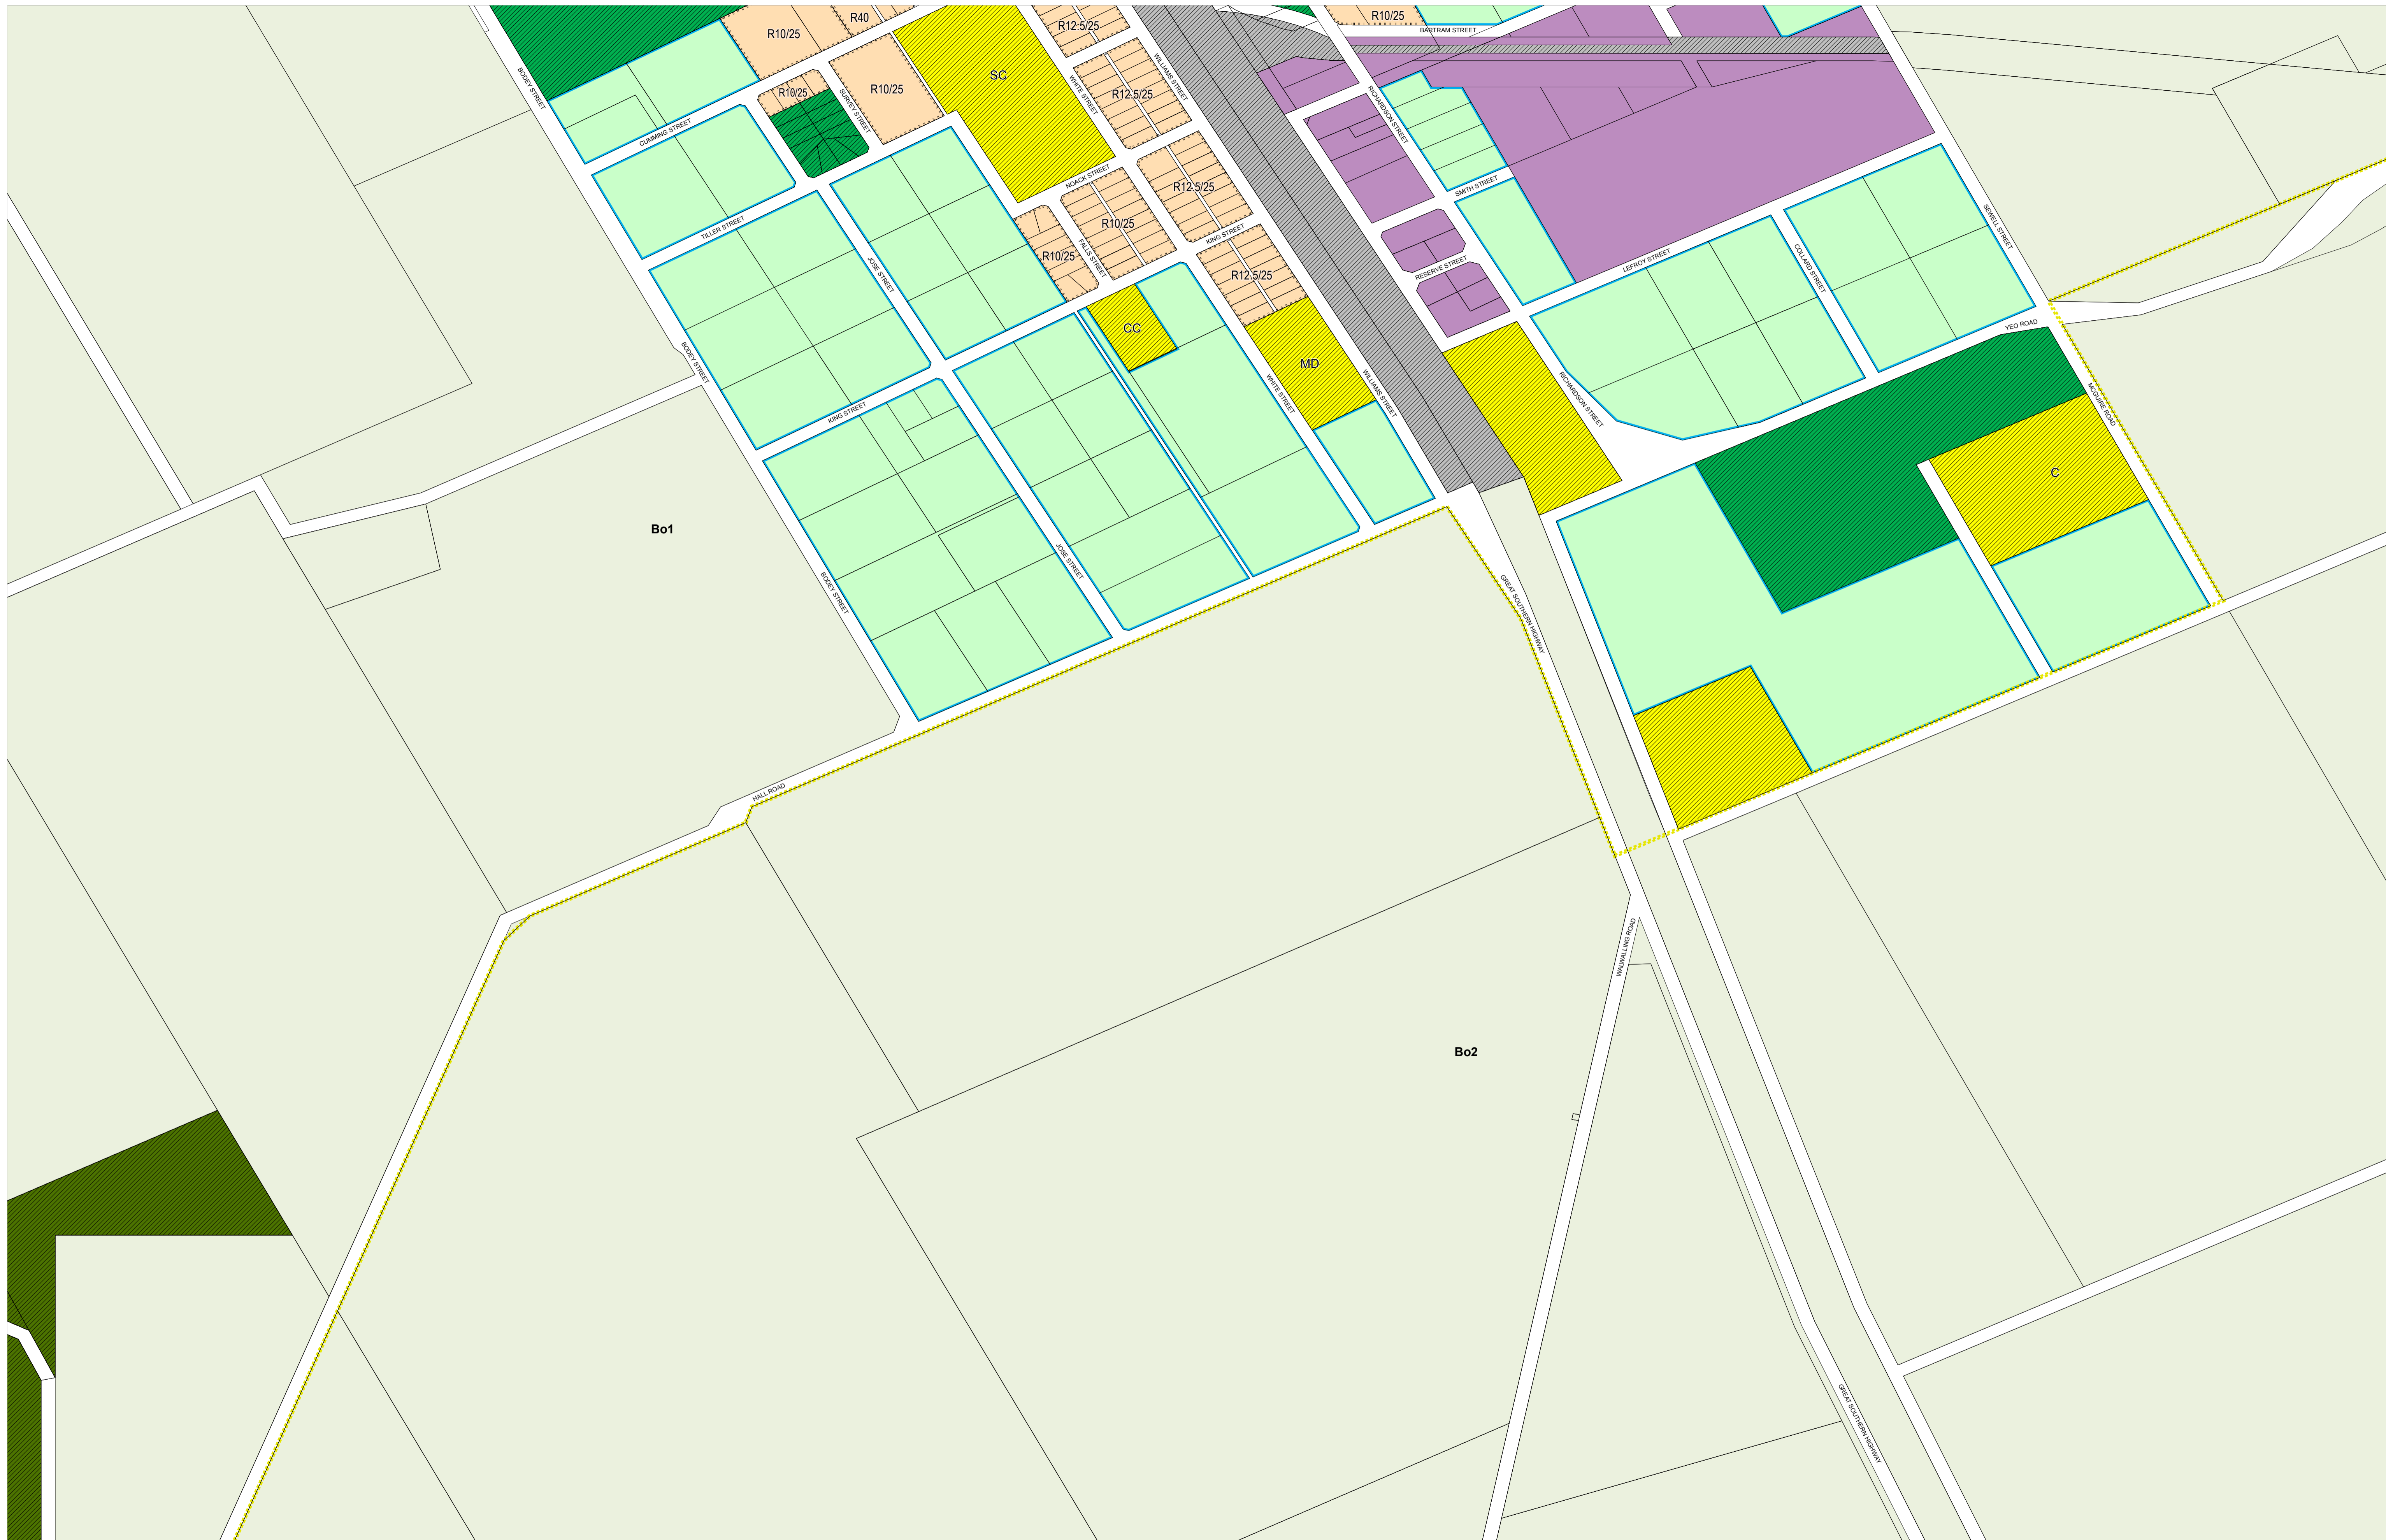 R40
R10/25
R12.5/25
R10/25
BARTRAM STREET
BODEY STREET
SC
WHITE STREET
WILLIAMS STREET
R10/25
SURVEY STREET
R10/25
R12.5/25
RICHARDSON STREET
CUMMING STREET
NOACK STREET
R12.5/25
SMITH STREET
TILLER STREET
R10/25
SEWELL STREET
KING STREET
R10/25
FALLS STREET
JOSE STREET
R12.5/25
RESERVE STREET
LEFROY STREET
COLLARD STREET
CC
YEO ROAD
BODEY STREET
MD
WHITE STREET
WILLIAMS STREET
RICHARDSON STREET
MCGUIRE ROAD
KING STREET
C
Bo1
JOSE STREET
BODEY STREET
GREAT SOUTHERN HIGHWAY
HALL ROAD
WALWALLING ROAD
Bo2
GREAT SOUTHERN HIGHWAY